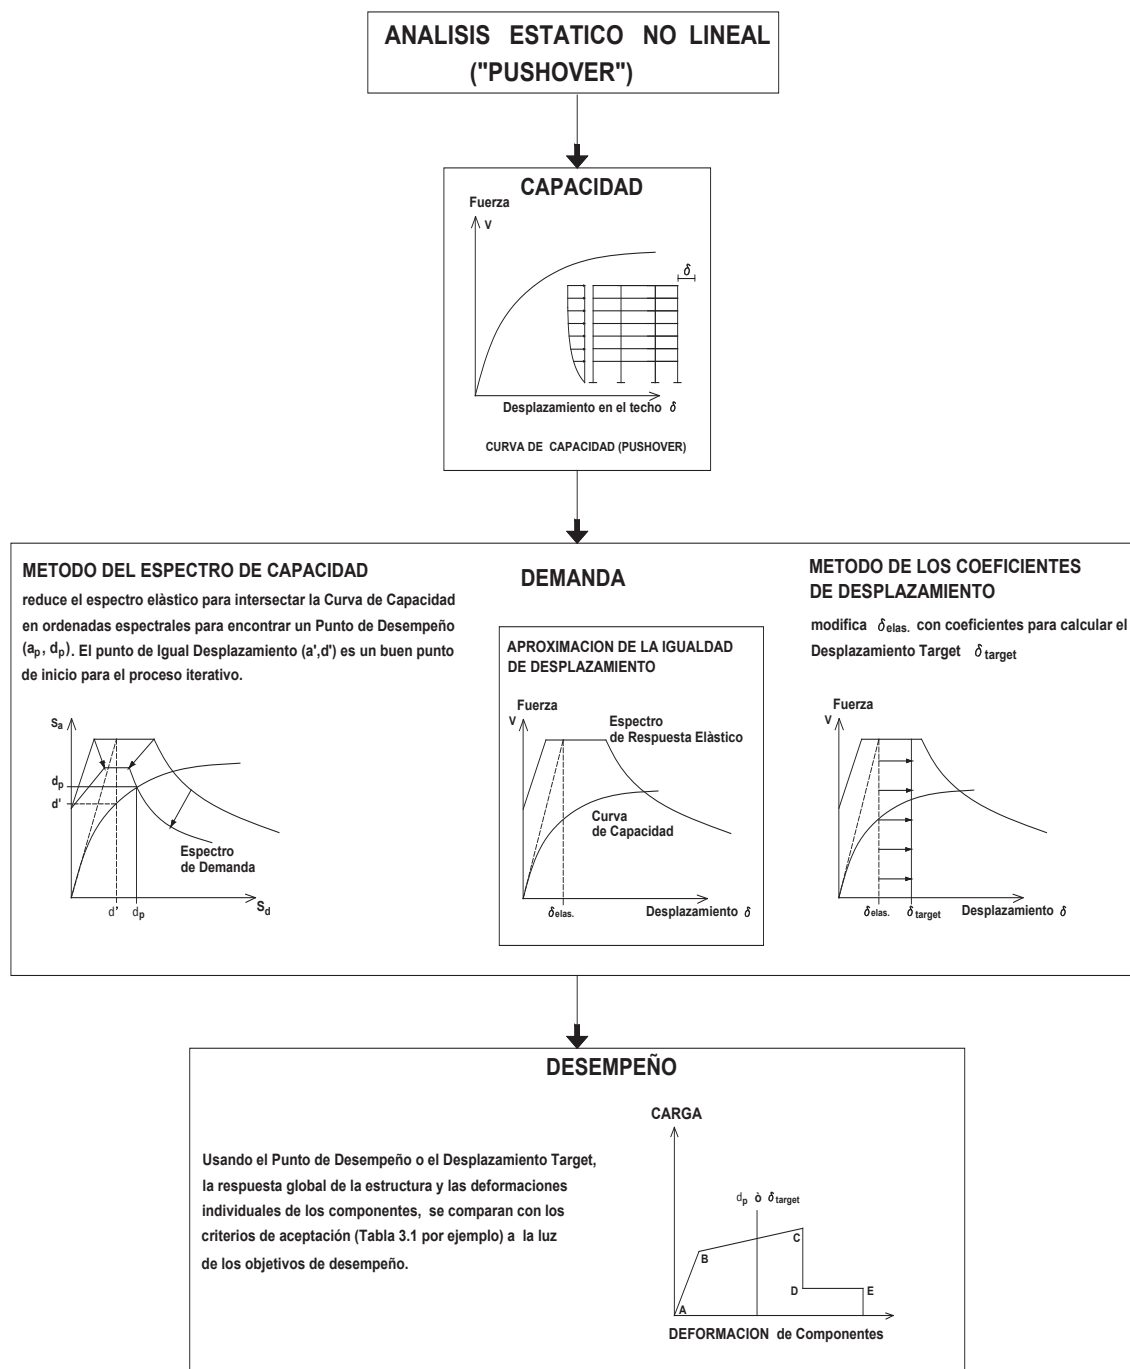 ANALISIS ESTATICO NO LINEAL
("PUSHOVER")
CAPACIDAD
Fuerza
V
δ
Desplazamiento en el techo δ
CURVA DE CAPACIDAD (PUSHOVER)
METODO DEL ESPECTRO DE CAPACIDAD
reduce el espectro elàstico para intersectar la Curva de Capacidad
en ordenadas espectrales para encontrar un Punto de Desempeño
(ap, dp). El punto de Igual Desplazamiento (a',d') es un buen punto
de inicio para el proceso iterativo.
Sa
dp
d'
Espectro
de Demanda
d'
dp
Sd
DEMANDA
APROXIMACION DE LA IGUALDAD
DE DESPLAZAMIENTO
Fuerza
V
Espectro
de Respuesta Elàstico
Curva
de Capacidad
δelas.
Desplazamiento δ
METODO DE LOS COEFICIENTES
DE DESPLAZAMIENTO
modifica δelas. con coeficientes para calcular el
Desplazamiento Target δtarget
Fuerza
V
δelas.
δtarget
Desplazamiento δ
DESEMPEÑO
Usando el Punto de Desempeño o el Desplazamiento Target,
la respuesta global de la estructura y las deformaciones
individuales de los componentes, se comparan con los
criterios de aceptación (Tabla 3.1 por ejemplo) a la luz
de los objetivos de desempeño.
CARGA
dp ò δtarget
C
B
D
E
A
DEFORMACION de Componentes